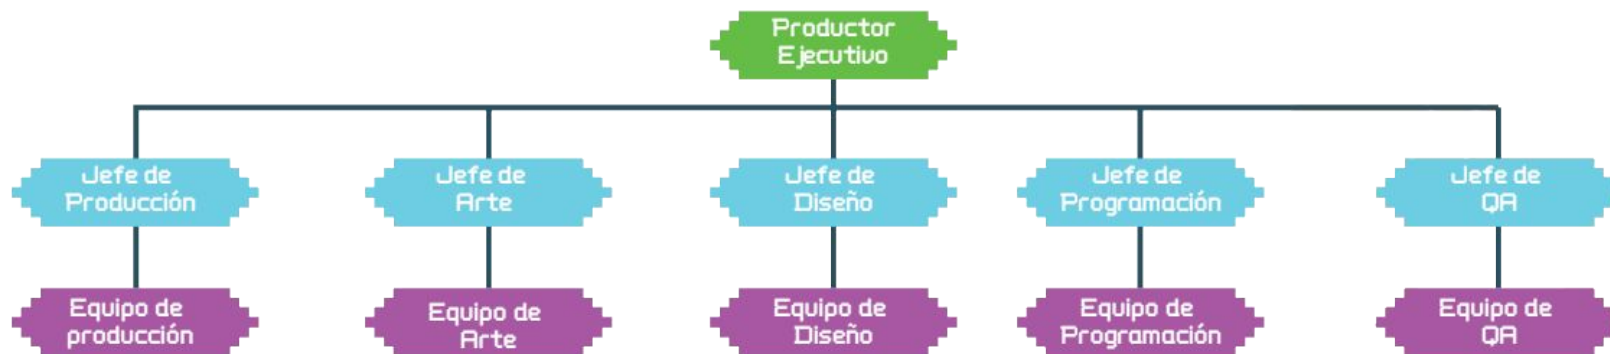 Productor
Ejecutivo
Jefe de
Producción
Jefe de
Arte
Jefe de
Diseño
Jefe de
Programación
Jefe de
QA
Equipo de
producción
Equipo de
Arte
Equipo de
Diseño
Equipo de
Programación
Equipo de
QA